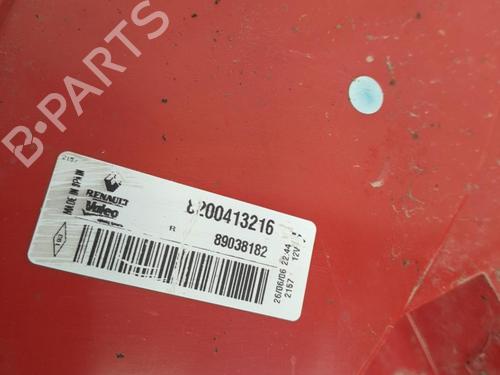 B-PARTS
2157
MADE IN SPAIN
RENAULT
Valeo
8200413216
R
89038182
26/06/06 22:44
2157 12V